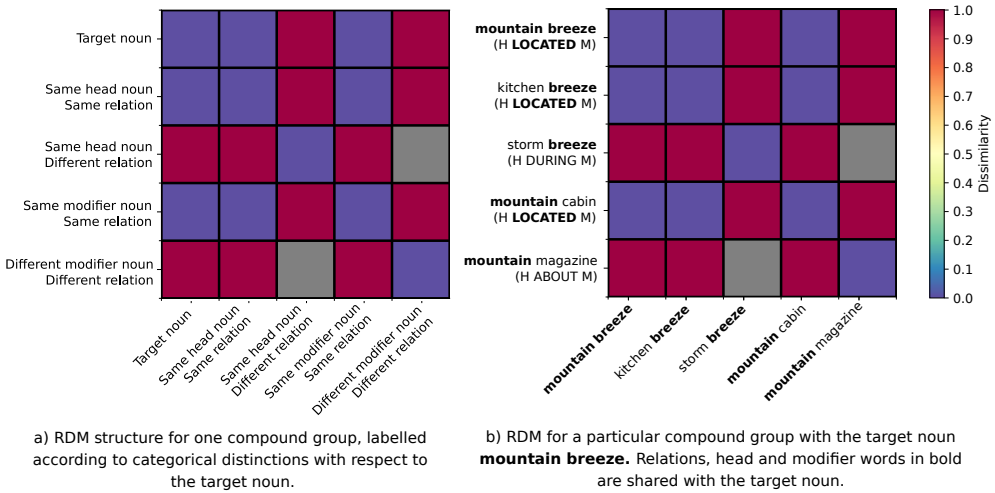 Target noun
Same head noun
Same relation
Same head noun
Different relation
Same modifier noun
Same relation
Different modifier noun
Different relation
Target noun
Same head noun
Same relation
Same head noun
Different relation
Same modifier noun
Same relation
Different modifier noun
Different relation
a) RDM structure for one compound group, labelled
according to categorical distinctions with respect to
the target noun.
mountain breeze
(H LOCATED M)
kitchen breeze
(H LOCATED M)
storm breeze
(H DURING M)
mountain cabin
(H LOCATED M)
mountain magazine
(H ABOUT M)
mountain breeze
kitchen breeze
storm breeze
mountain cabin
mountain magazine
1.0
0.9
0.8
0.7
0.6
0.5
0.4
0.3
0.2
0.1
0.0
Dissimilarity
b) RDM for a particular compound group with the target noun
mountain breeze. Relations, head and modifier words in bold
are shared with the target noun.